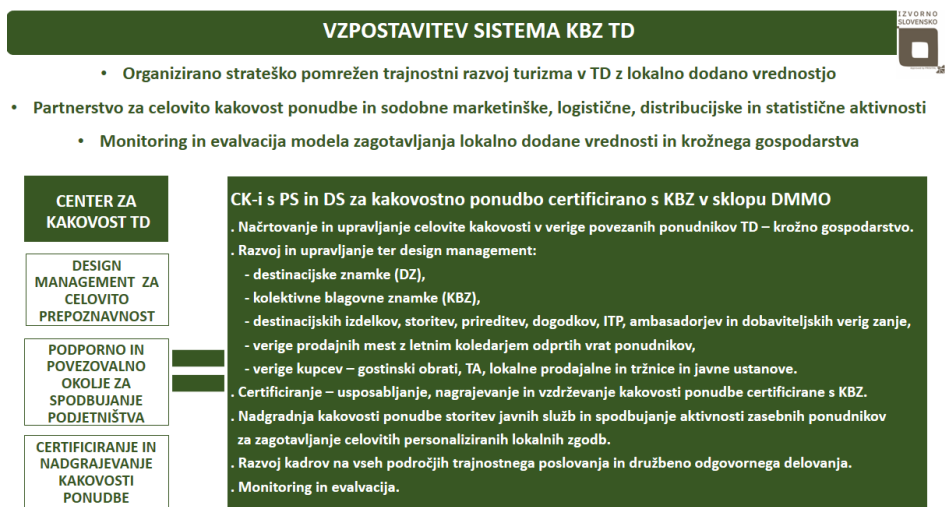 VZPOSTAVITEV SISTEMA KBZ TD
IZVORNO
SLOVENSKO
• Organizirano strateško pomrežen trajnostni razvoj turizma v TD z lokalno dodano vrednostjo
• Partnerstvo za celovito kakovost ponudbe in sodobne marketinške, logistične, distribucijske in statistične aktivnosti
• Monitoring in evalvacija modela zagotavljanja lokalno dodane vrednosti in krožnega gospodarstva
CENTER ZA
KAKOVOST TD
DESIGN
MANAGEMENT ZA
CELOVITO
PREPOZNAVNOST
PODPORNO IN
POVEZOVALNO
OKOLJE ZA
SPODBUJANJE
PODJETNIŠTVA
CERTIFICIRANJE IN
NADGRAJEVANJE
KAKOVOSTI
PONUDBE
CK-i s PS in DS za kakovostno ponudbo certificirano s KBZ v sklopu DMMO
. Načrtovanje in upravljanje celovite kakovosti v verige povezanih ponudnikov TD – krožno gospodarstvo.
. Razvoj in upravljanje ter design management:
- destinacijske znamke (DZ),
- kolektivne blagovne znamke (KBZ),
- destinacijskih izdelkov, storitev, prireditev, dogodkov, ITP, ambasadorjev in dobaviteljskih verig zanje,
- verige prodajnih mest z letnim koledarjem odprtih vrat ponudnikov,
- verige kupcev – gostinski obrati, TA, lokalne prodajalne in tržnice in javne ustanove.
. Certificiranje – usposabljanje, nagrajevanje in vzdrževanje kakovosti ponudbe certificirane s KBZ.
. Nadgradnja kakovosti ponudbe storitev javnih služb in spodbujanje aktivnosti zasebnih ponudnikov
za zagotavljanje celovitih personaliziranih lokalnih zgodb.
. Razvoj kadrov na vseh področjih trajnostnega poslovanja in družbeno odgovornega delovanja.
. Monitoring in evalvacija.